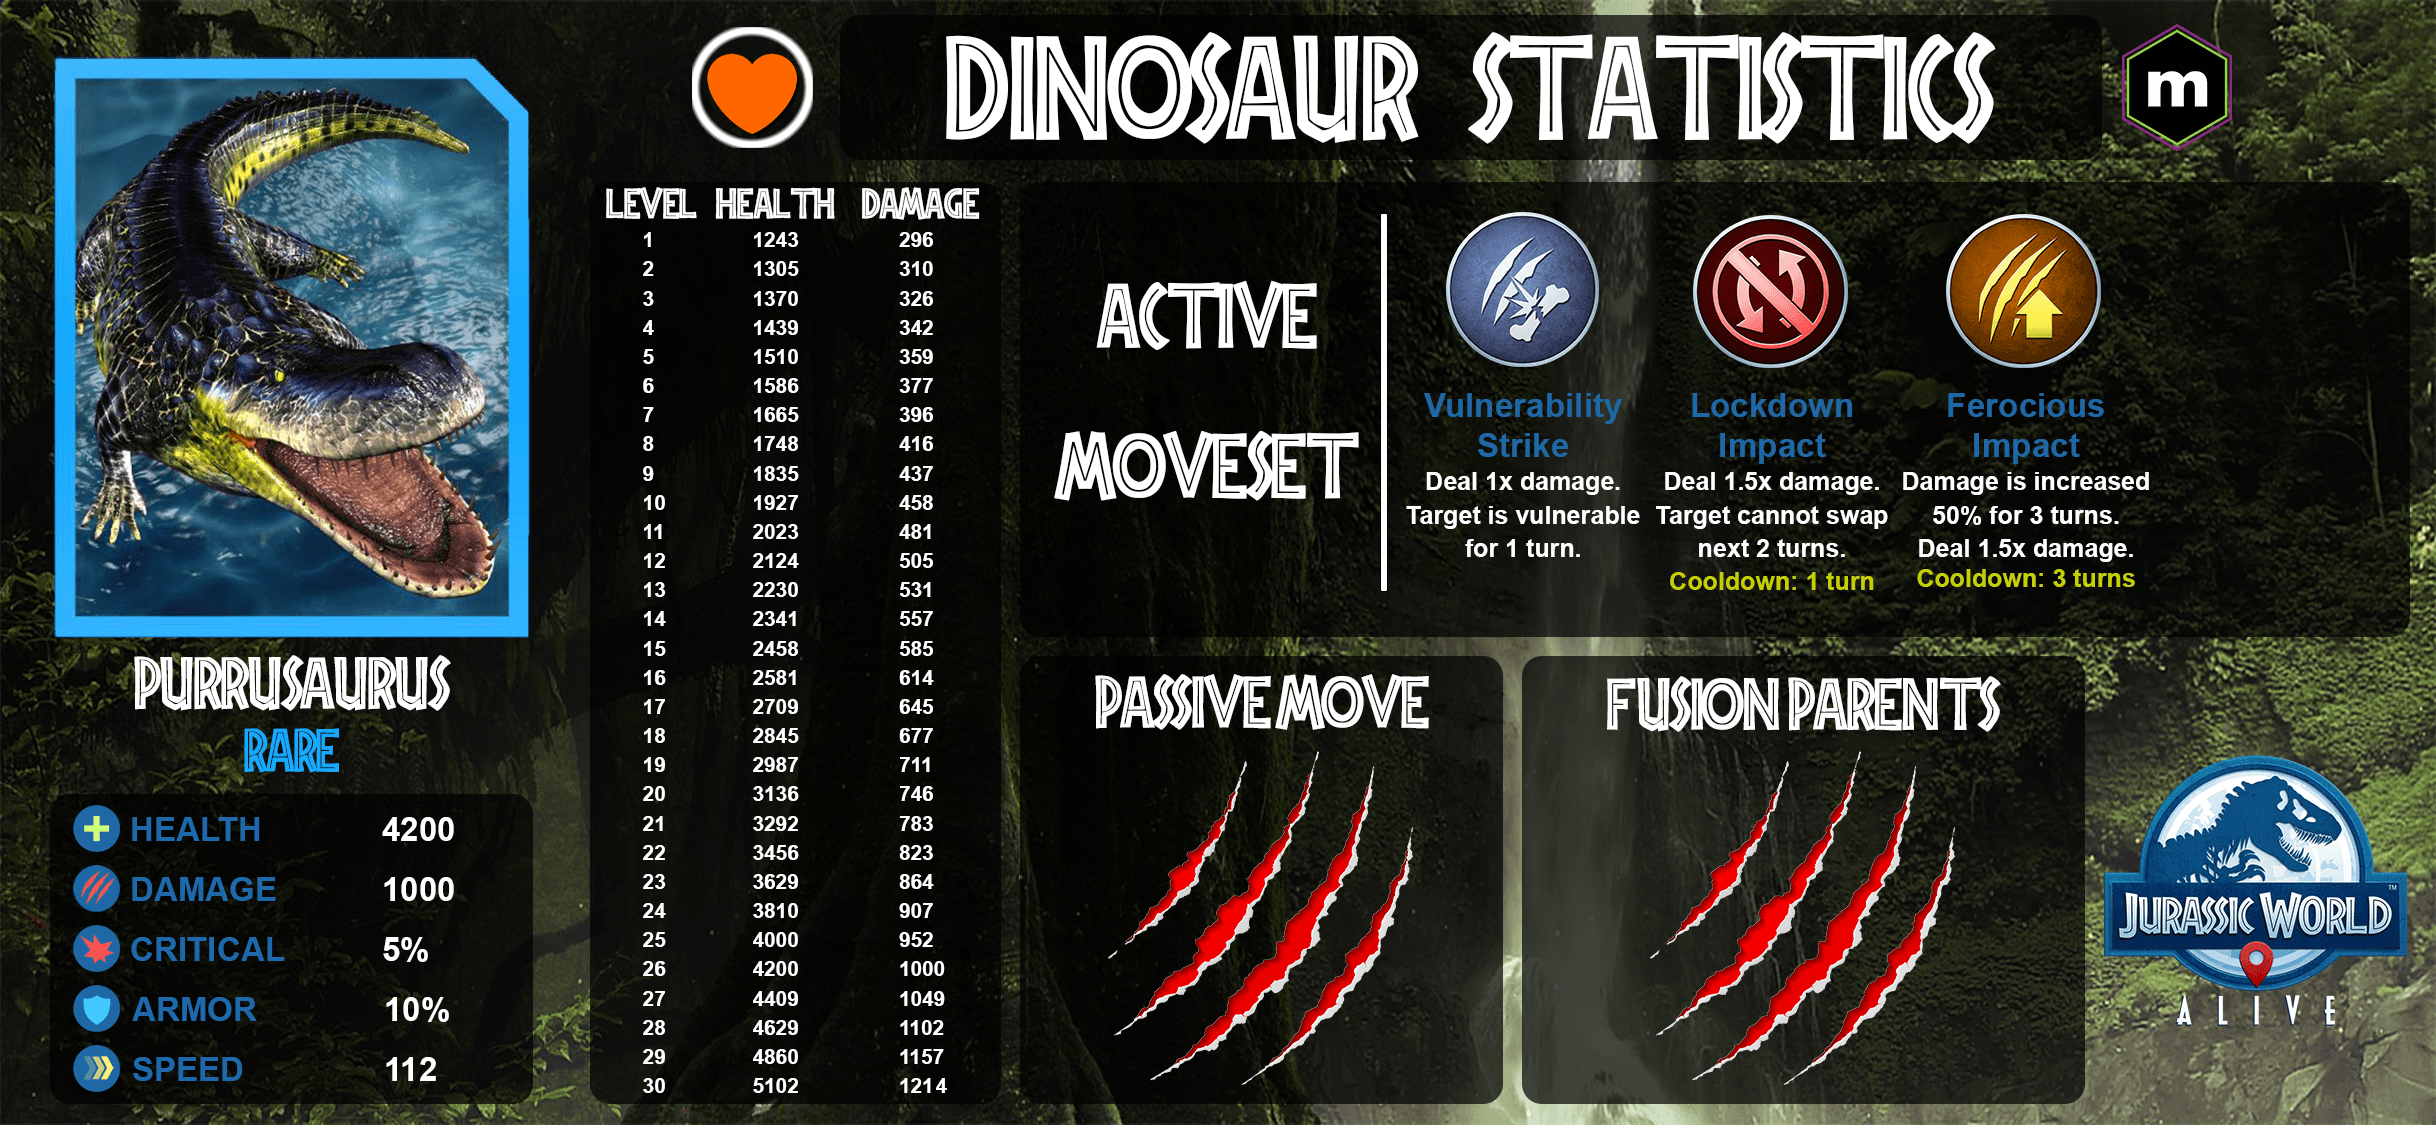 DINOSAUR STATISTICS
m
PURRUSAURUS
RARE
HEALTH 4200
DAMAGE 1000
CRITICAL 5%
ARMOR 10%
SPEED 112
LEVEL HEALTH DAMAGE
1 1243 296
2 1305 310
3 1370 326
4 1439 342
5 1510 359
6 1586 377
7 1665 396
8 1748 416
9 1835 437
10 1927 458
11 2023 481
12 2124 505
13 2230 531
14 2341 557
15 2458 585
16 2581 614
17 2709 645
18 2845 677
19 2987 711
20 3136 746
21 3292 783
22 3456 823
23 3629 864
24 3810 907
25 4000 952
26 4200 1000
27 4409 1049
28 4629 1102
29 4860 1157
30 5102 1214
ACTIVE
MOVESET
Vulnerability
Strike
Deal 1x damage.
Target is vulnerable
for 1 turn.
Lockdown
Impact
Deal 1.5x damage.
Target cannot swap
next 2 turns.
Cooldown: 1 turn
Ferocious
Impact
Damage is increased
50% for 3 turns.
Deal 1.5x damage.
Cooldown: 3 turns
PASSIVE MOVE
FUSION PARENTS
JURASSIC WORLD™
ALIVE